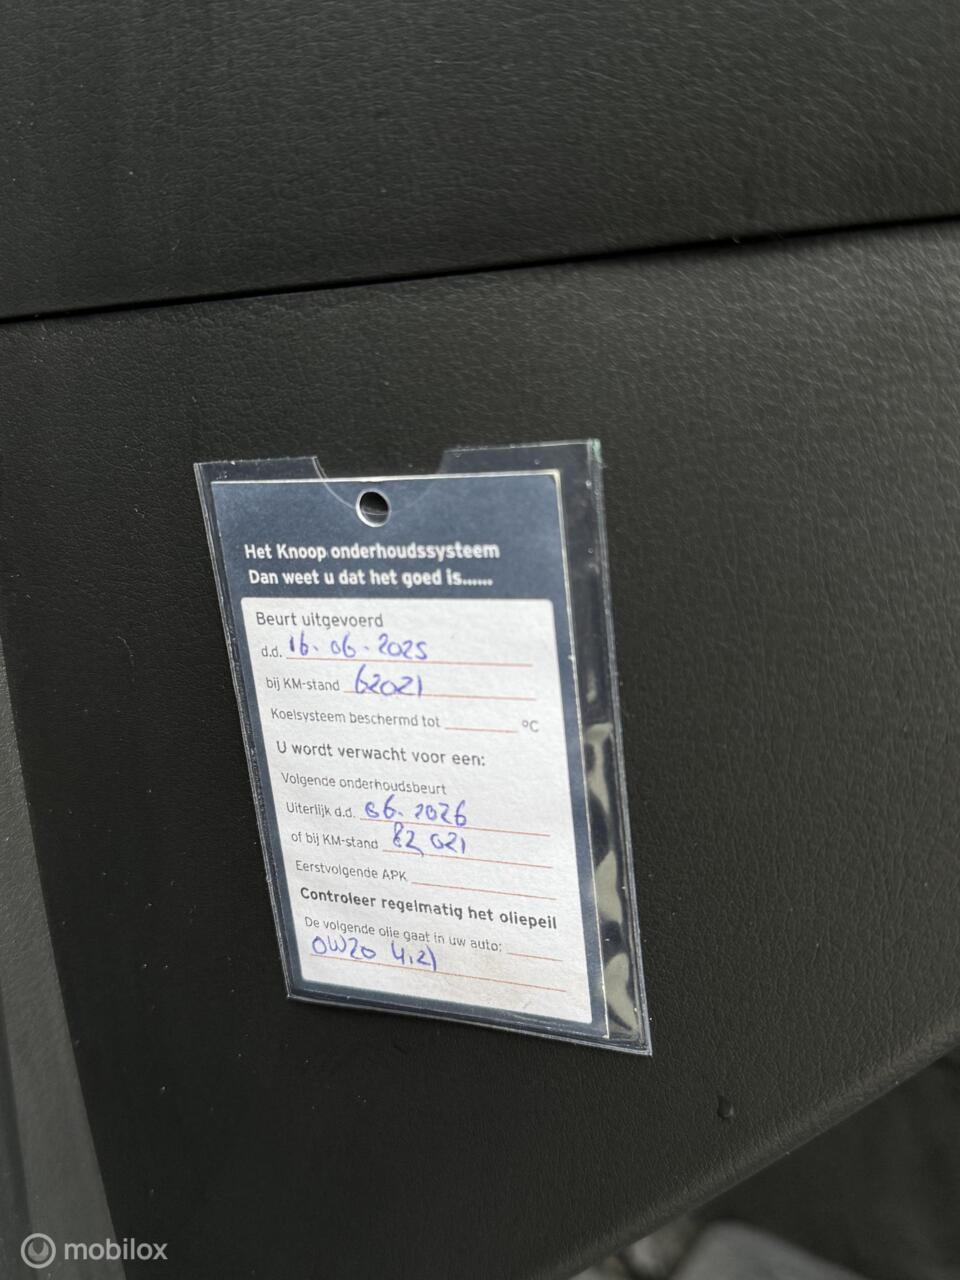 Het Knoop onderhoudssysteem
Dan weet u dat het goed is......
Beurt uitgevoerd
d.d. 16-06-2025
bij KM-stand 62021
Koelsysteem beschermd tot ______ °C
U wordt verwacht voor een:
Volgende onderhoudsbeurt
Uiterlijk d.d. 06-2026
of bij KM-stand 82021
Eerstvolgende APK
Controleer regelmatig het oliepeil
De volgende olie gaat in uw auto:
0W20 4,2l
mobilox